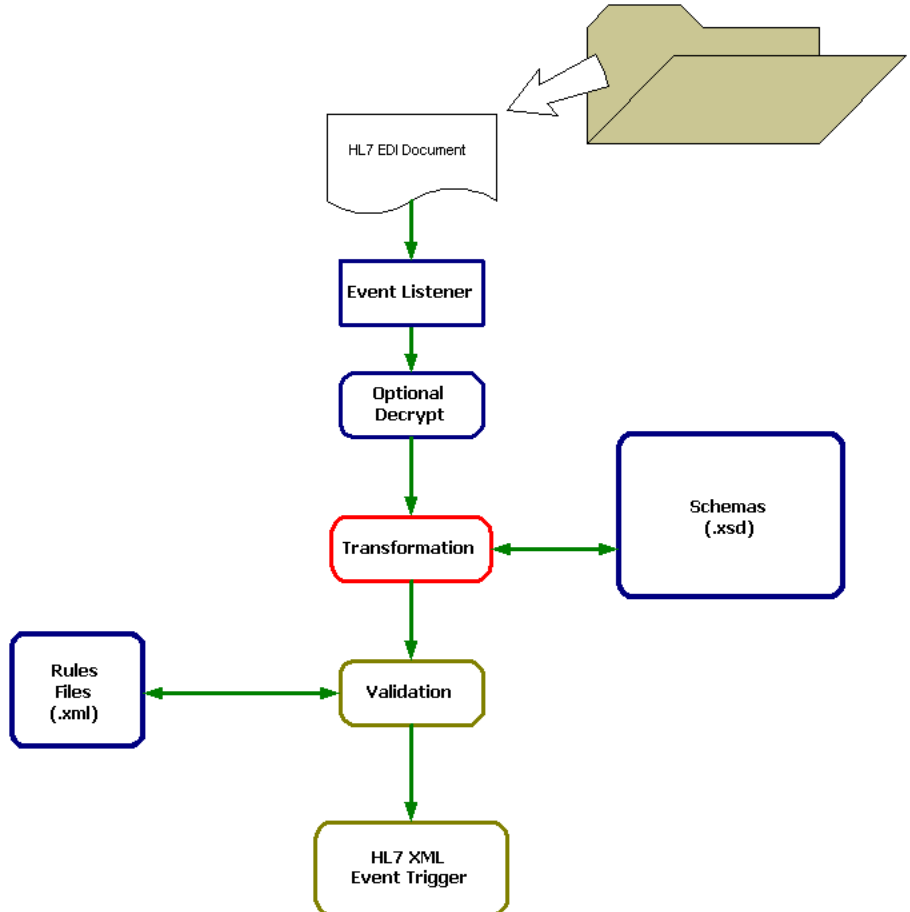 HL7 EDI Document
Event Listener
Optional
Decrypt
Transformation
Schemas
(.xsd)
Rules
Files
(.xml)
Validation
HL7 XML
Event Trigger